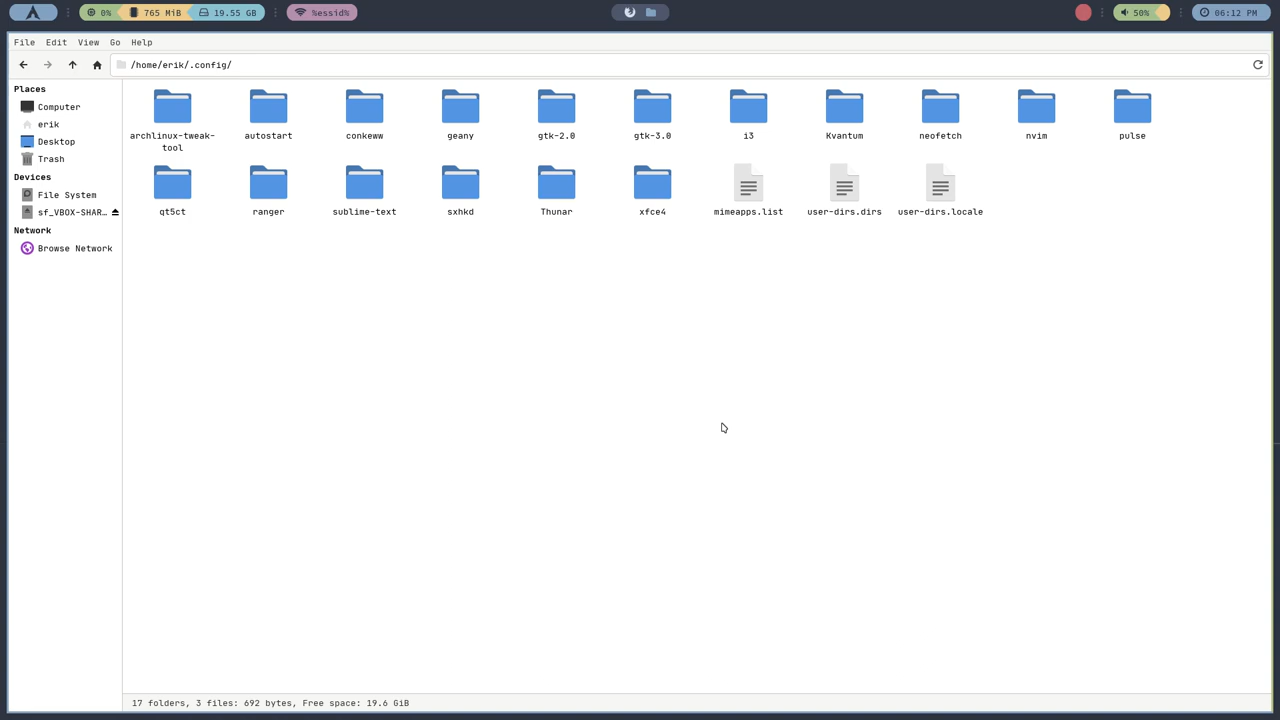 0% 765 MiB 19.55 GB %essid% 50% 06:12 PM
File Edit View Go Help
/home/erik/.config/
Places
Computer
erik
Desktop
Trash
Devices
File System
sf_VBOX-SHAR…
Network
Browse Network
archlinux-tweak-
tool
autostart
conkeww
geany
gtk-2.0
gtk-3.0
i3
Kvantum
neofetch
nvim
pulse
qt5ct
ranger
sublime-text
sxhkd
Thunar
xfce4
mimeapps.list
user-dirs.dirs
user-dirs.locale
17 folders, 3 files: 692 bytes, Free space: 19.6 GiB